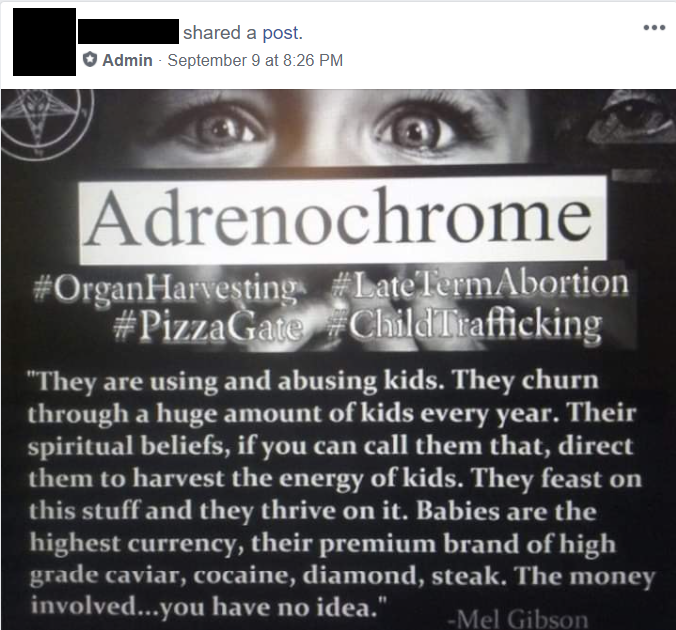 shared a post.
Admin · September 9 at 8:26 PM
Adrenochrome
#OrganHarvesting #LateTermAbortion
#PizzaGate #ChildTrafficking
"They are using and abusing kids. They churn
through a huge amount of kids every year. Their
spiritual beliefs, if you can call them that, direct
them to harvest the energy of kids. They feast on
this stuff and they thrive on it. Babies are the
highest currency, their premium brand of high
grade caviar, cocaine, diamond, steak. The money
involved...you have no idea."
-Mel Gibson